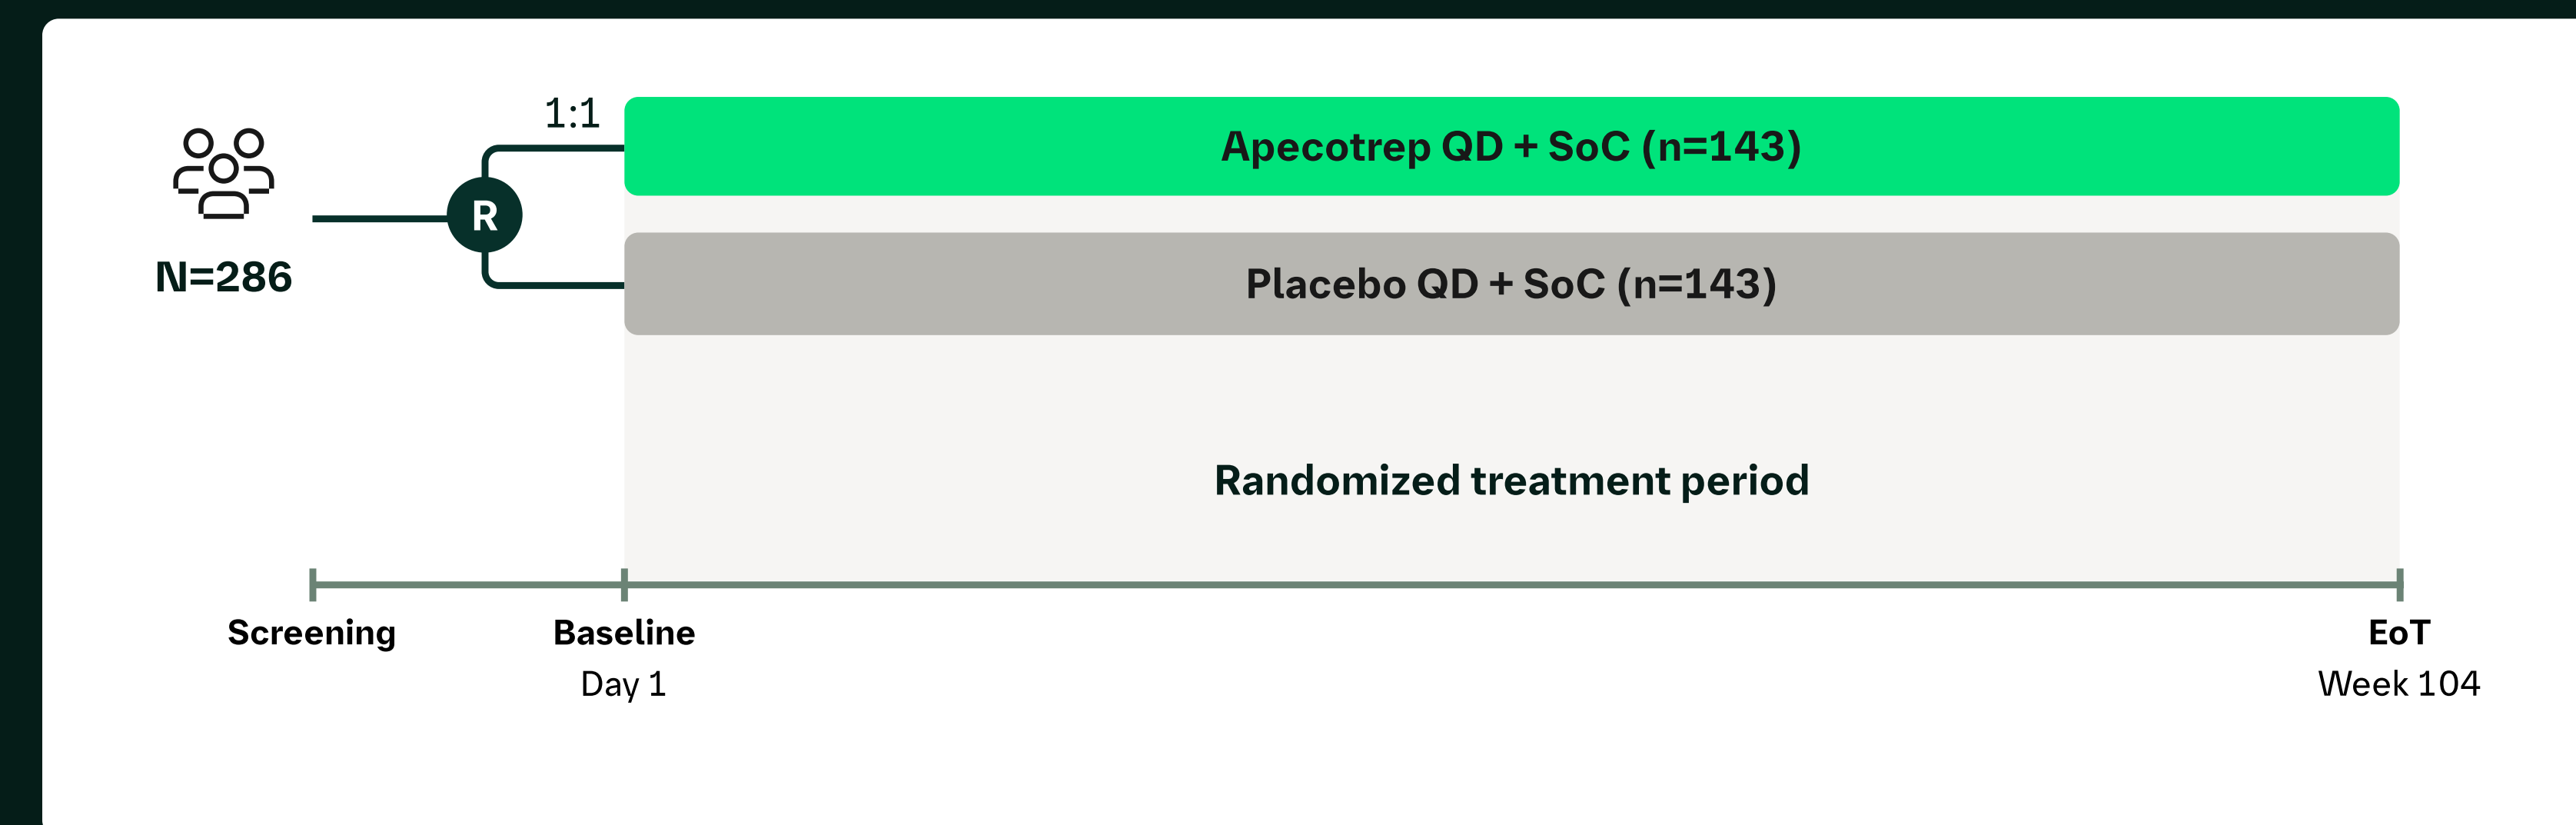 1:1
Apecotrep QD + SoC (n=143)
R
N=286
Placebo QD + SoC (n=143)
Randomized treatment period
Screening
Baseline
Day 1
EoT
Week 104